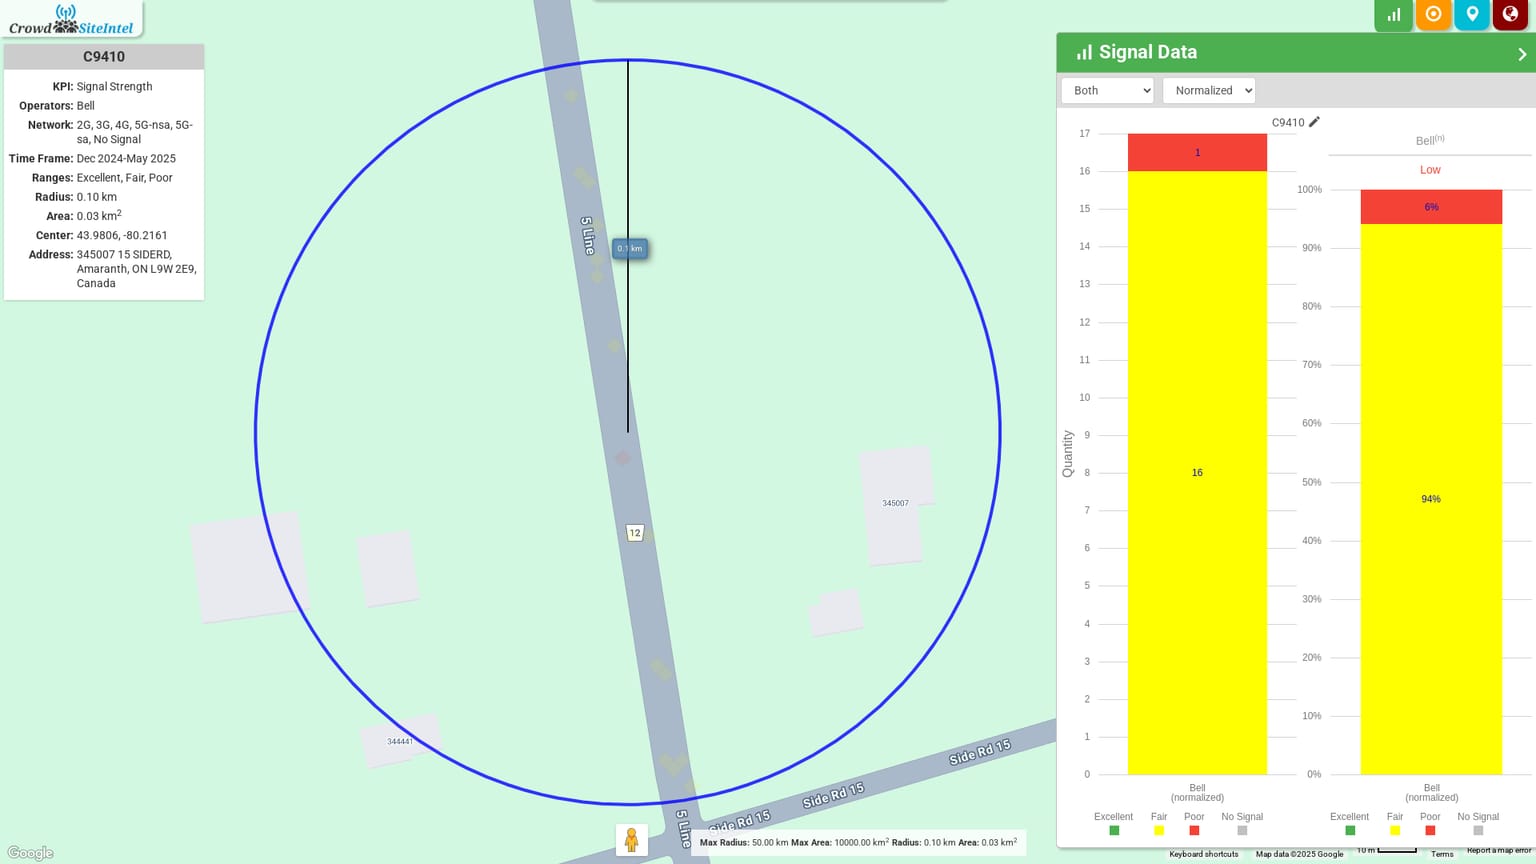 Crowd SiteIntel
C9410
KPI: Signal Strength
Operators: Bell
Network: 2G, 3G, 4G, 5G-nsa, 5G-
sa, No Signal
Time Frame: Dec 2024-May 2025
Ranges: Excellent, Fair, Poor
Radius: 0.10 km
Area: 0.03 km²
Center: 43.9806, -80.2161
Address: 345007 15 SIDERD,
Amaranth, ON L9W 2E9,
Canada
5 Line
0.1 km
345007
12
344441
Side Rd 15
Side Rd 15
Side Rd 15
5 Line
Google
Max Radius: 50.00 km Max Area: 10000.00 km² Radius: 0.10 km Area: 0.03 km²
Signal Data
Both
Normalized
C9410
Quantity
17
16
15
14
13
12
11
10
9
8
7
6
5
4
3
2
1
0
1
16
Bell
(normalized)
Excellent
Fair
Poor
No Signal
Bell(n)
Low
100%
90%
80%
70%
60%
50%
40%
30%
20%
10%
0%
6%
94%
Bell
(normalized)
Excellent
Fair
Poor
No Signal
Keyboard shortcuts
Map data ©2025 Google
10 m
Terms
Report a map error